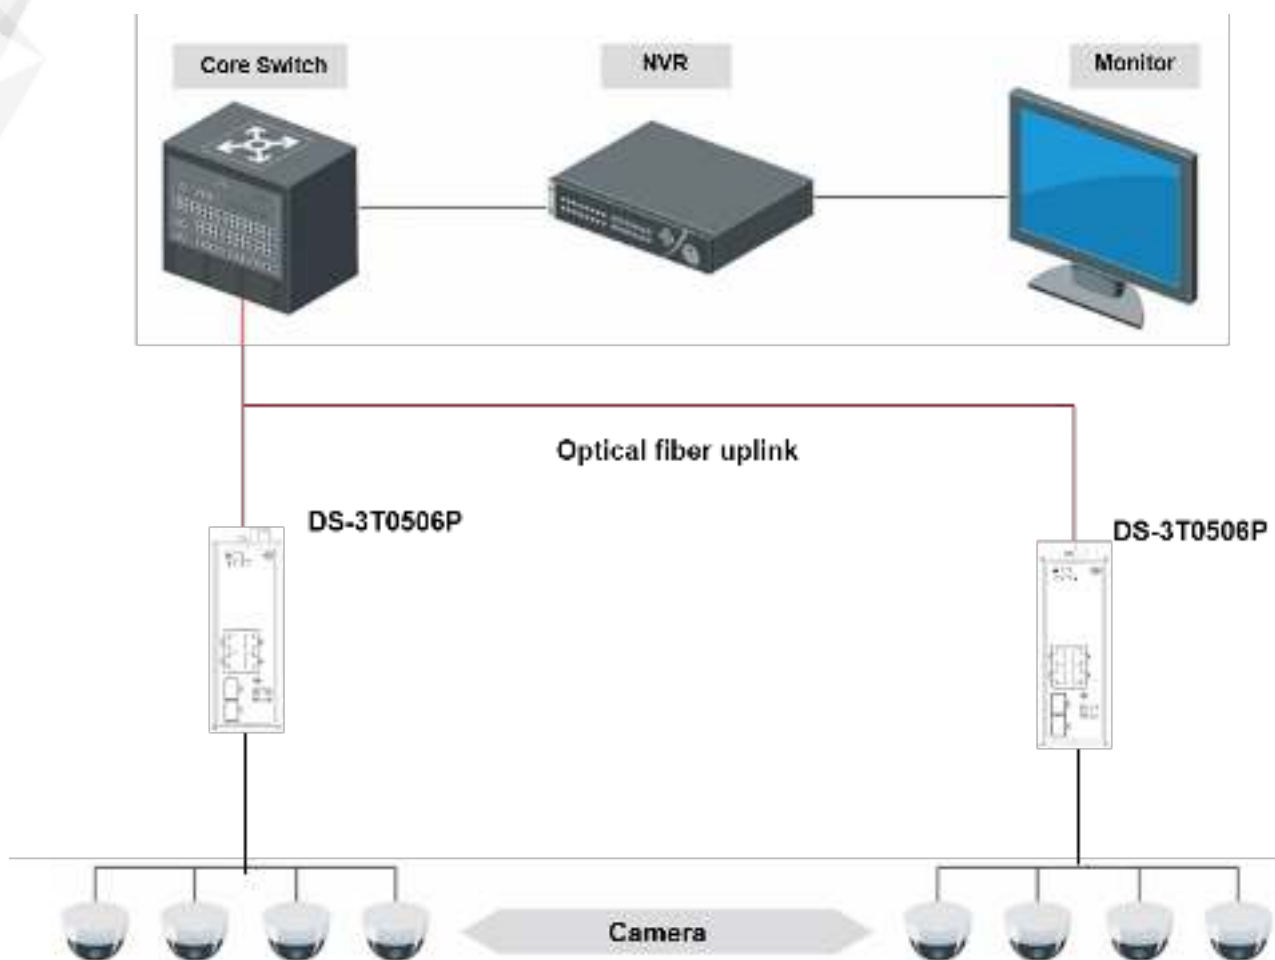 Core Switch
NVR
Monitor
Optical fiber uplink
DS-3T0506P
DS-3T0506P
Camera